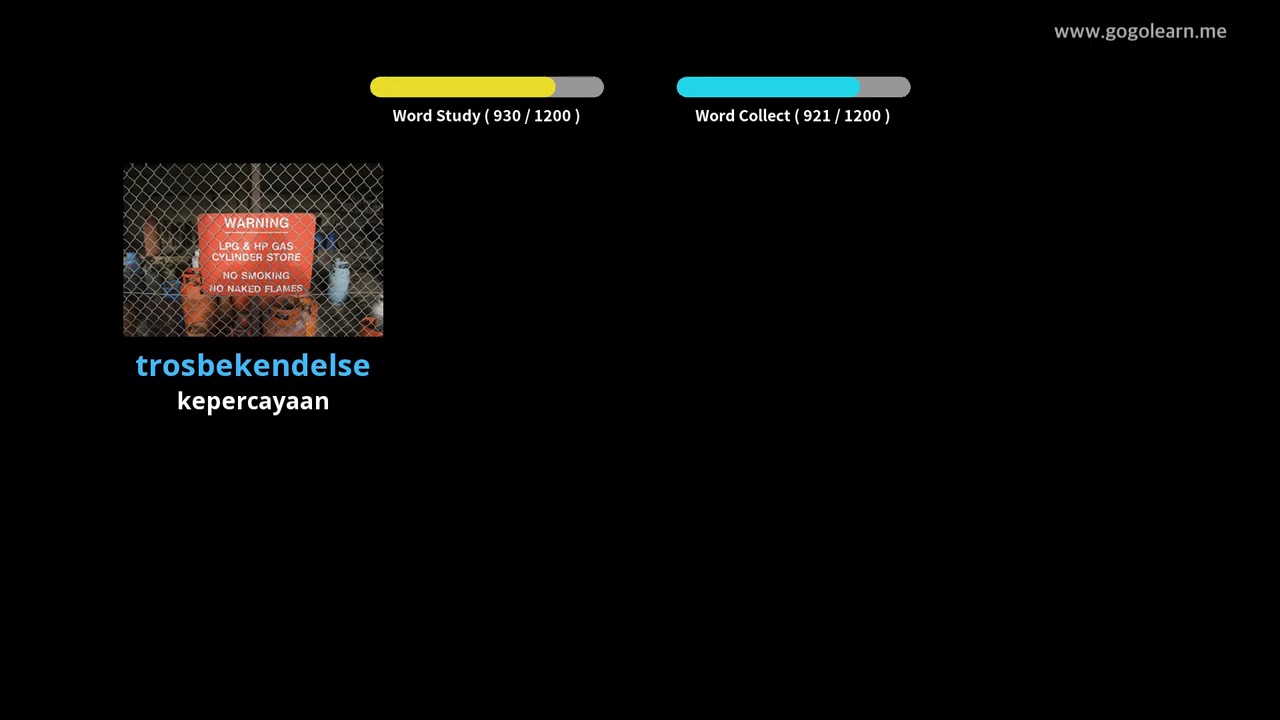 www.gogolearn.me
Word Study ( 930 / 1200 )
Word Collect ( 921 / 1200 )
WARNING
LPG & HP GAS
CYLINDER STORE
NO SMOKING
NO NAKED FLAMES
trosbekendelse
kepercayaan